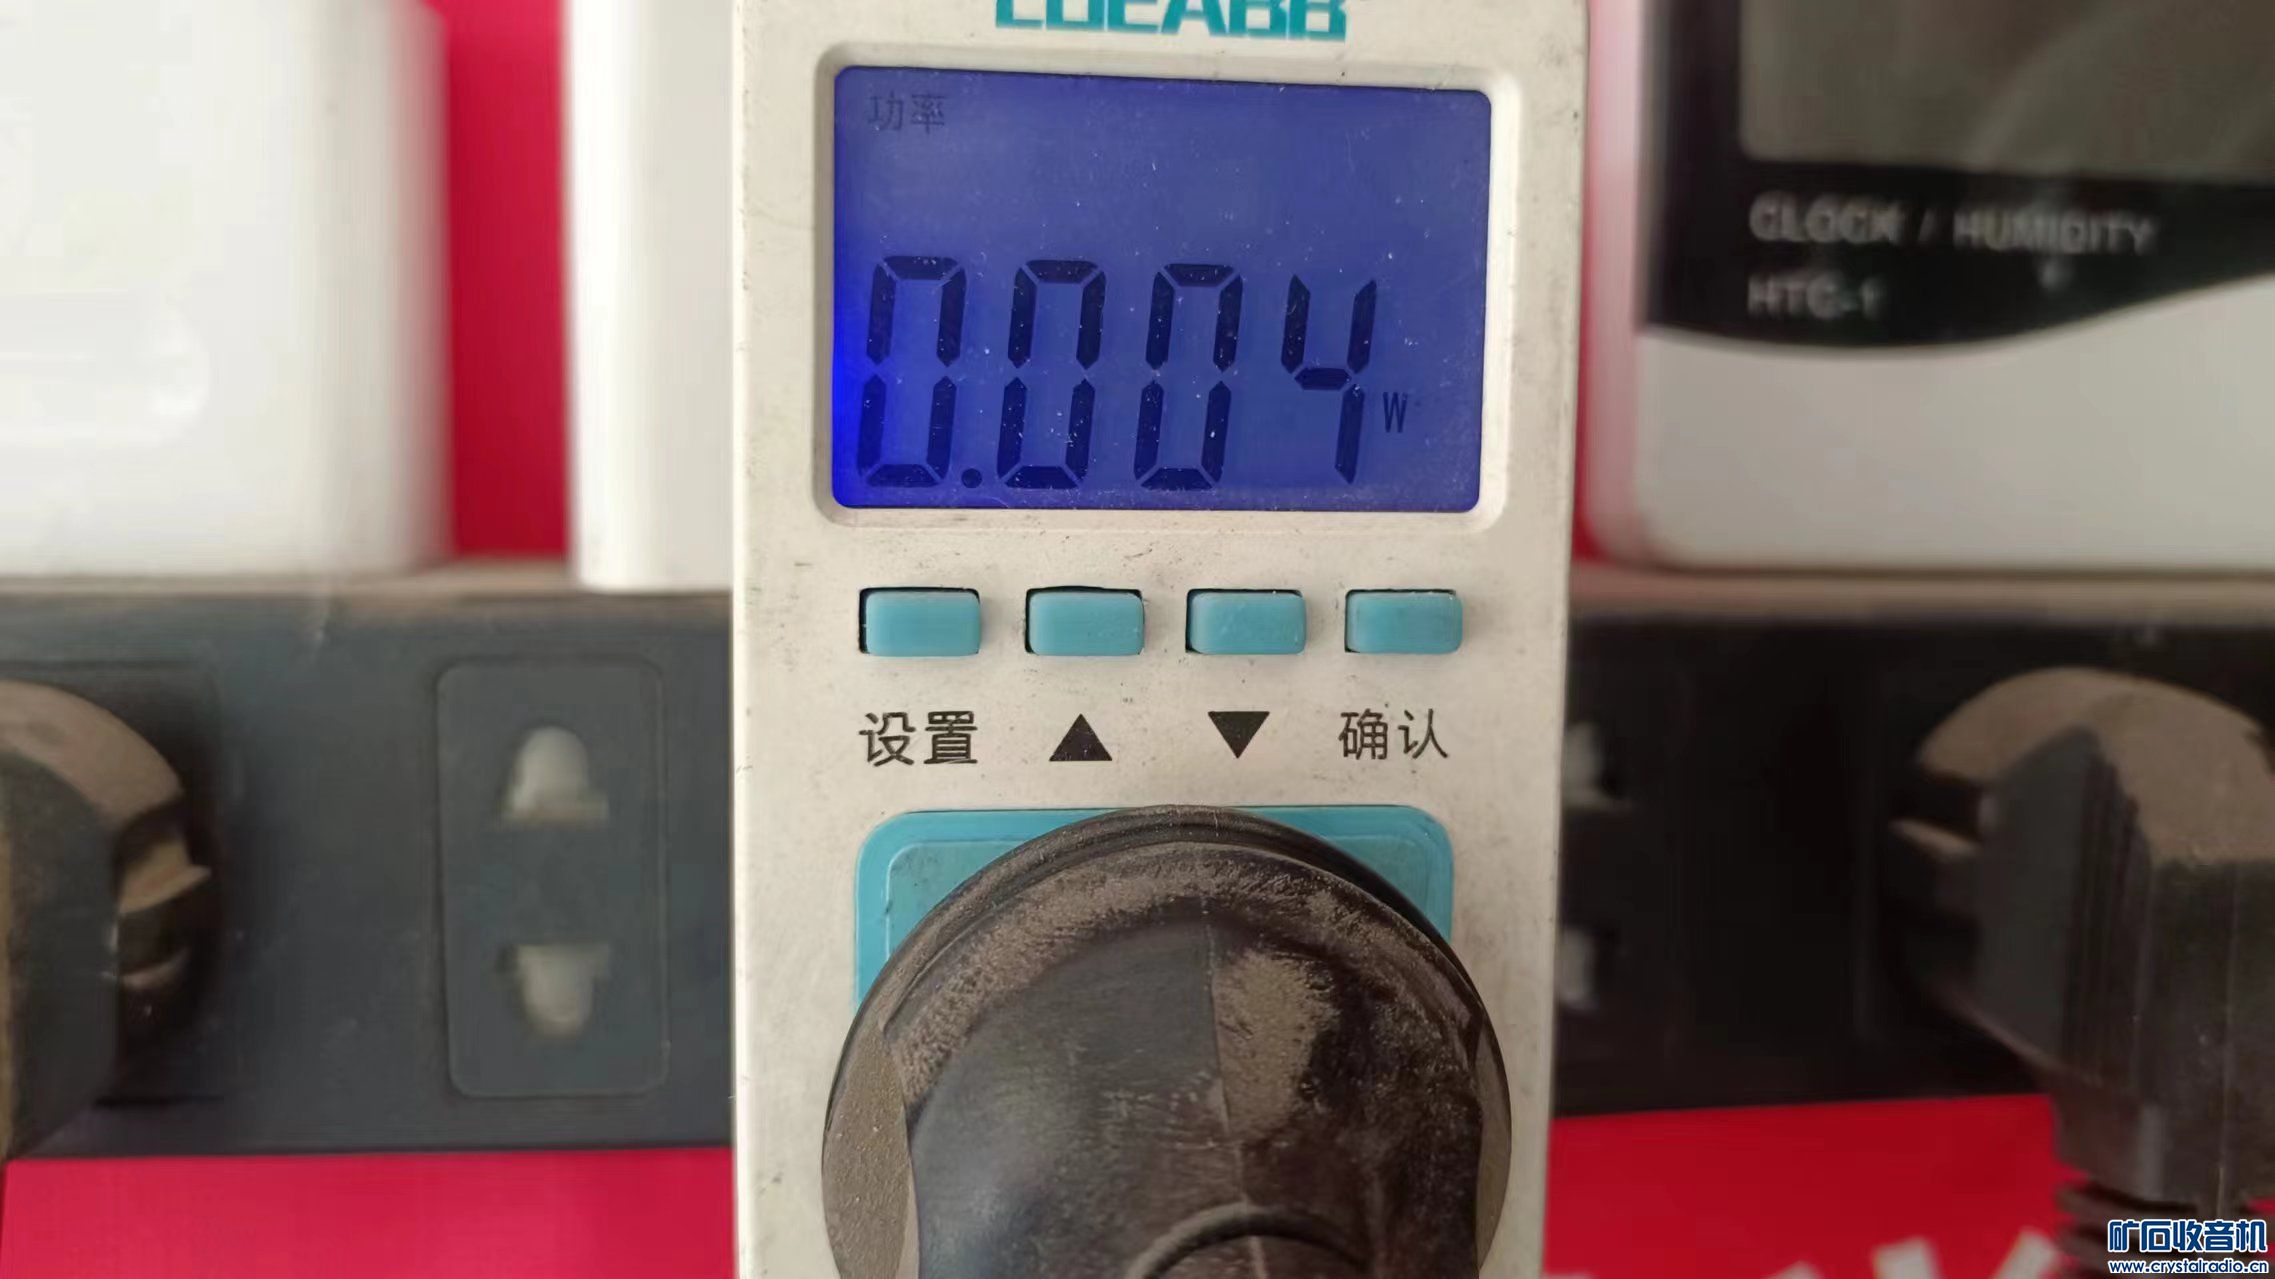 功率
0.004 W
设置 ▲ ▼ 确认
CLOCK / HUMIDITY
HTC-1
矿石收音机
www.crystalradio.cn